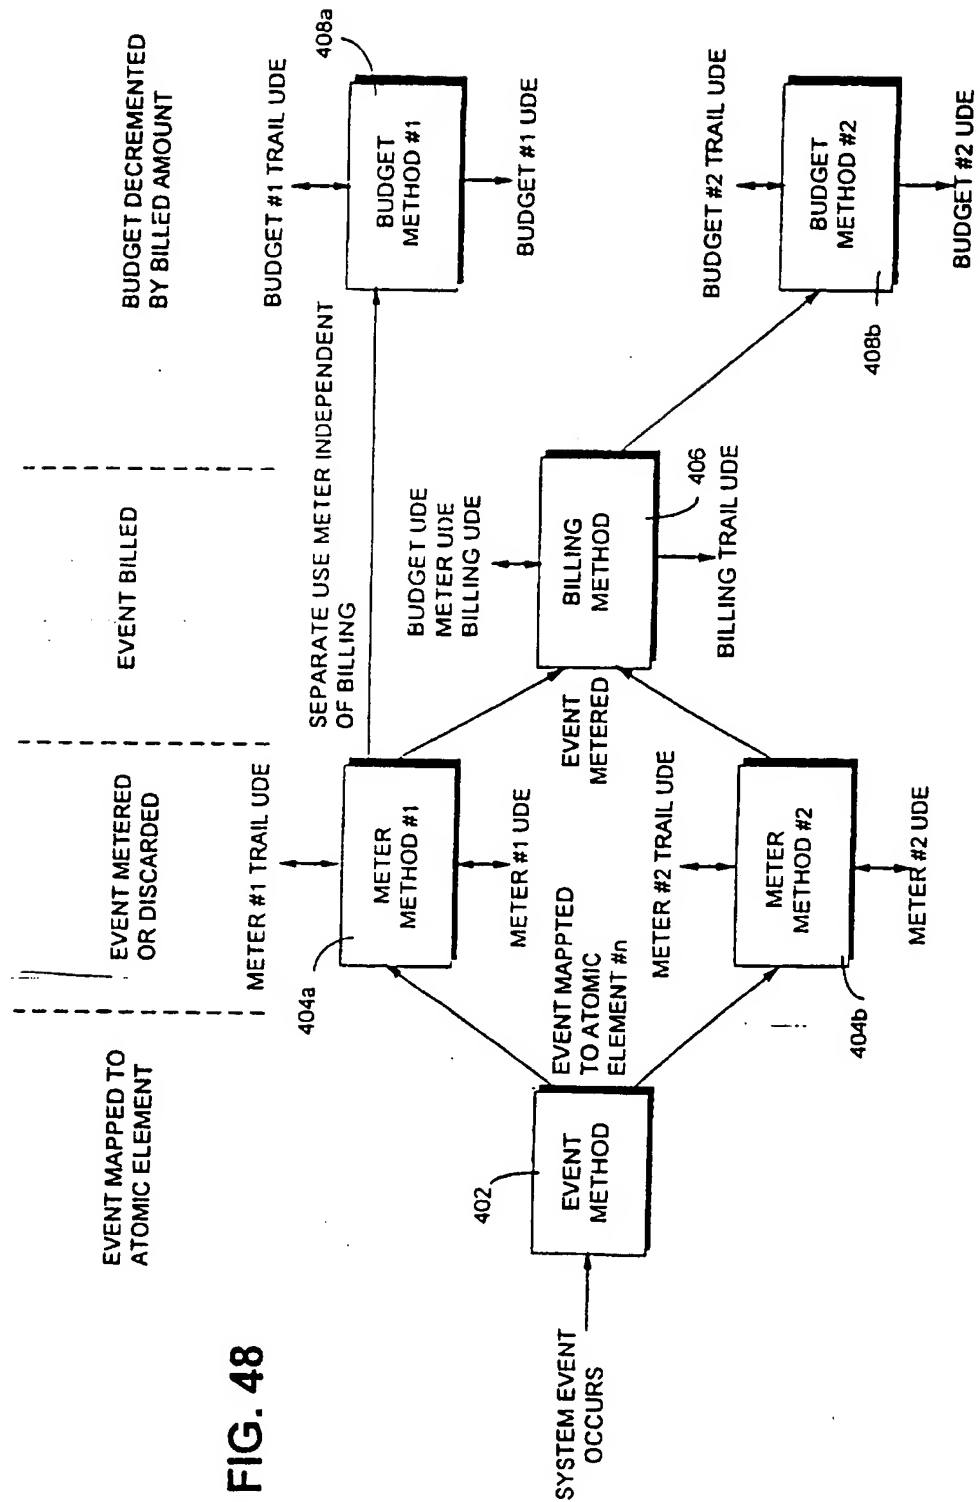 FIG. 48
EVENT MAPPED TO
ATOMIC ELEMENT
EVENT METERED
OR DISCARDED
EVENT BILLED
BUDGET DECREMENTED
BY BILLED AMOUNT
SYSTEM EVENT
OCCURS
402
EVENT
METHOD
EVENT MAPPTED
TO ATOMIC
ELEMENT #n
METER #1 TRAIL UDE
404a
METER
METHOD #1
METER #1 UDE
METER #2 TRAIL UDE
METER
METHOD #2
404b
METER #2 UDE
SEPARATE USE METER INDEPENDENT
OF BILLING
EVENT
METERED
BUDGET UDE
METER UDE
BILLING UDE
BILLING
METHOD
406
BILLING TRAIL UDE
BUDGET #1 TRAIL UDE
408a
BUDGET
METHOD #1
BUDGET #1 UDE
BUDGET #2 TRAIL UDE
BUDGET
METHOD #2
408b
BUDGET #2 UDE